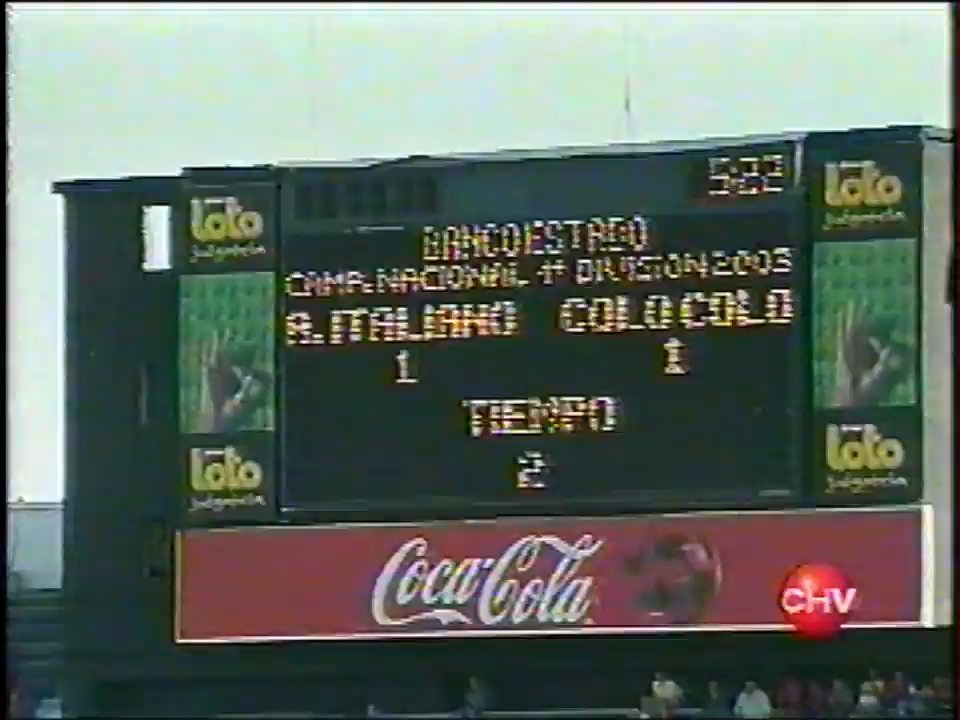 5:22
loto
loto
BANCOESTADO
CAMP.NACIONAL 1ª DIVISION 2003
A.ITALIANO COLO COLO
1 1
TIEMPO
2
loto
loto
Coca-Cola
CHV